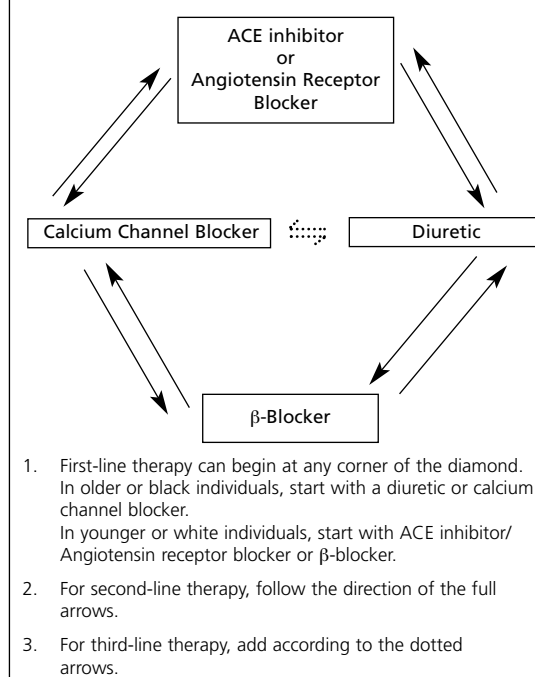 ACE inhibitor
or
Angiotensin Receptor
Blocker
Calcium Channel Blocker
Diuretic
β-Blocker
1. First-line therapy can begin at any corner of the diamond.
In older or black individuals, start with a diuretic or calcium
channel blocker.
In younger or white individuals, start with ACE inhibitor/
Angiotensin receptor blocker or β-blocker.
2. For second-line therapy, follow the direction of the full
arrows.
3. For third-line therapy, add according to the dotted
arrows.